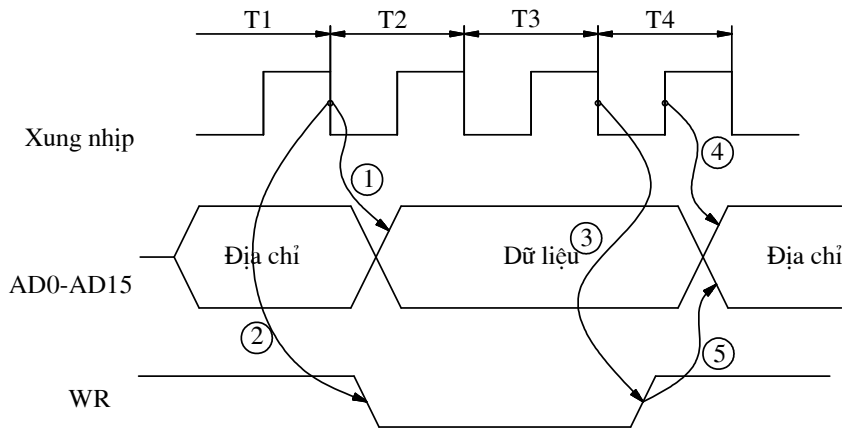 T1 T2 T3 T4
Xung nhịp
1
4
3
Địa chỉ Dữ liệu Địa chỉ
AD0-AD15
2
5
WR